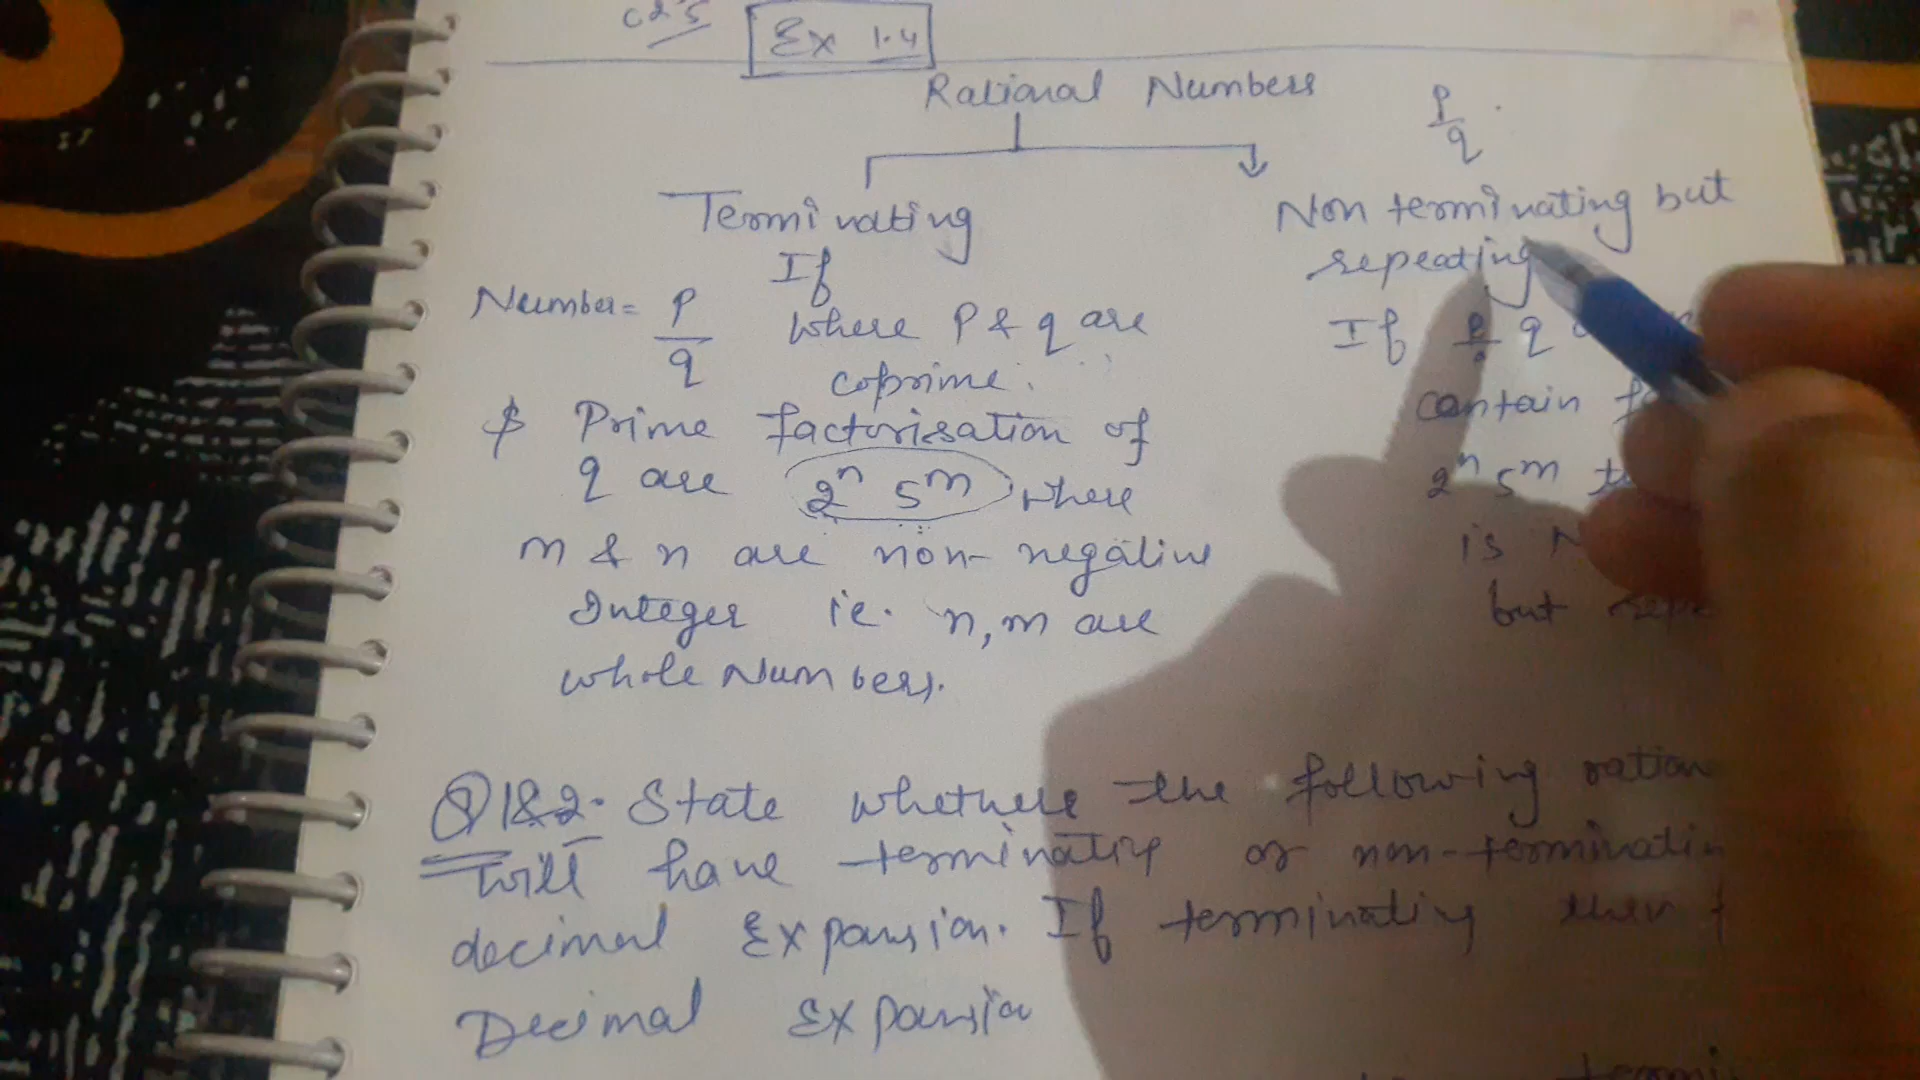 Ex 1.4
Rational Numbers
p
q
Terminating
Non terminating but
repeating
If
Number = p
q
where p & q are
coprime.
If q
contain
2ⁿ 5ᵐ
is
but
Prime factorisation of
q are 2ⁿ 5ᵐ where
m & n are non-negative
Integer ie. n, m are
whole Numbers.
Q1&2. State whether the following
will have terminating or non-terminatin
decimal Expansion. If terminating then
Decimal Expansion